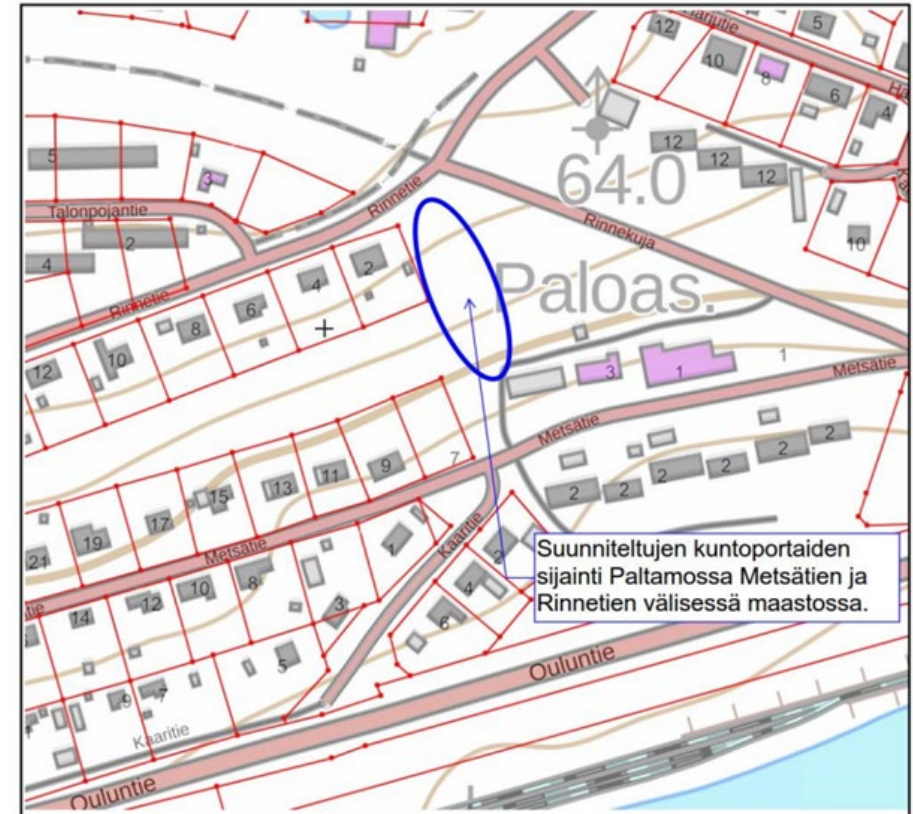 Harjutie
12
5
10
8
6
4
5
12
12
12
64.0
3
Rinnetie
Talonpojantie
Rinnekuja
2
10
4
2
4
Paloas.
Rinnetie
6
8
10
12
3
1
1
Metsätie
Metsätie
2
2
2
2
2
2
7
9
11
13
15
17
19
21
Metsätie
Kaaritie
1
2
Suunniteltujen kuntoportaiden
sijainti Paltamossa Metsätien ja
Rinnetien välisessä maastossa.
8
10
12
14
tie
3
4
6
5
7
9
Ouluntie
Kaaritie
Ouluntie